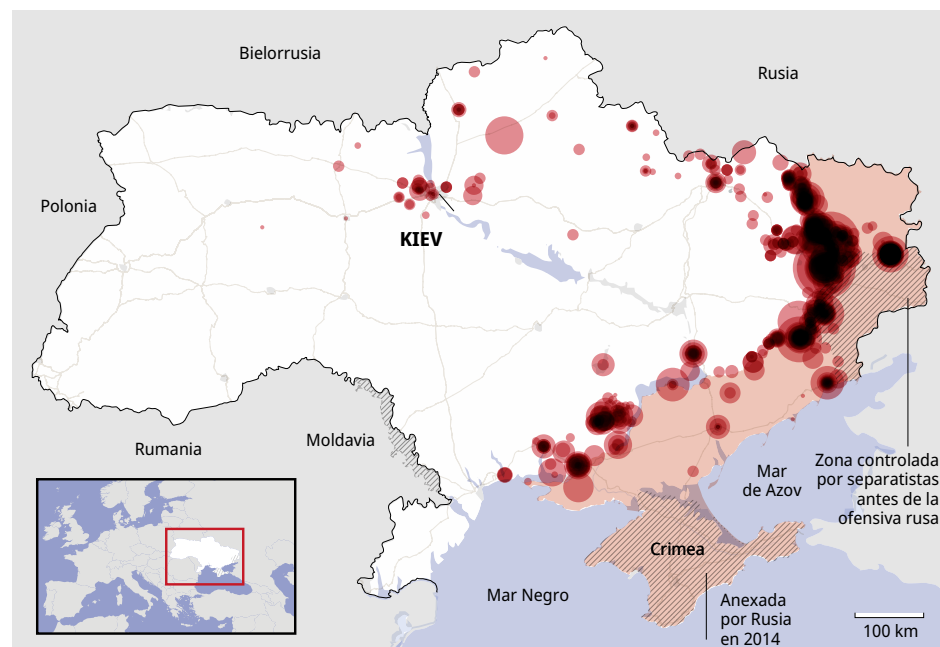 Bielorrusia
Rusia
Polonia
KIEV
Rumania
Moldavia
Mar
de Azov
Zona controlada
por separatistas
antes de la
ofensiva rusa
Crimea
Mar Negro
Anexada
por Rusia
en 2014
100 km